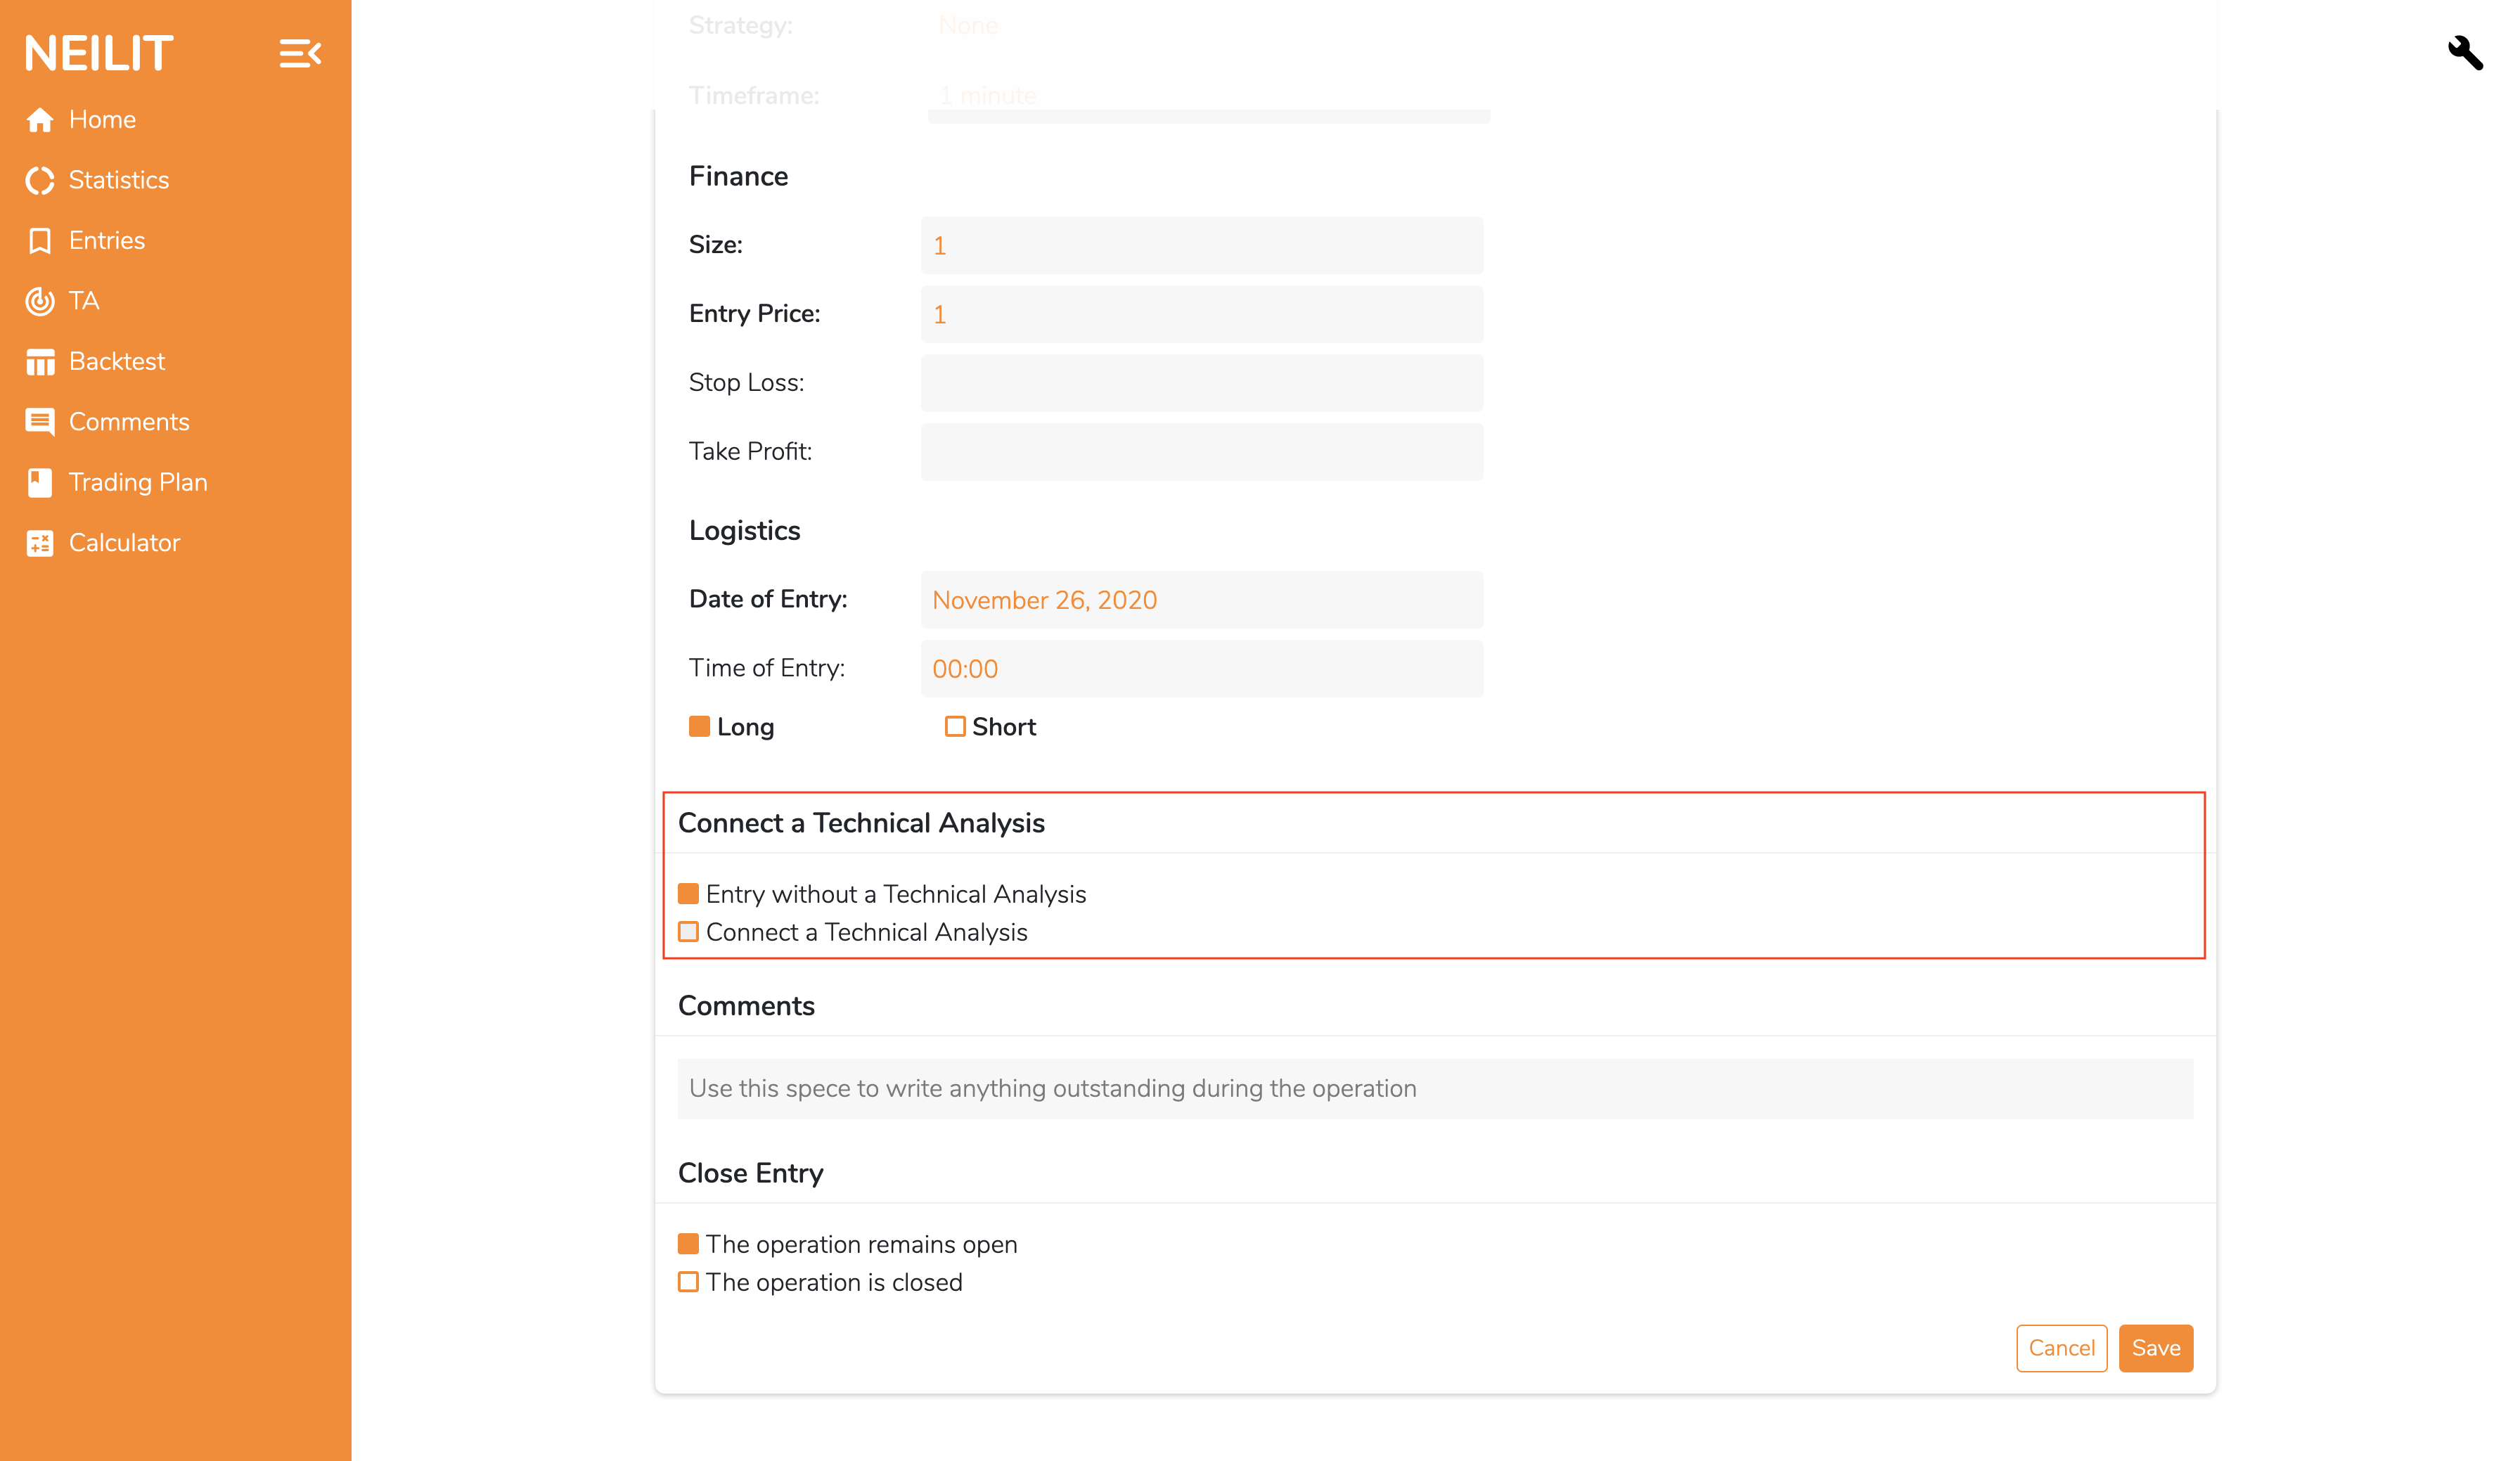 NEILIT
Home
Statistics
Entries
TA
Backtest
Comments
Trading Plan
Calculator
Strategy: None
Timeframe: 1 minute
Finance
Size: 1
Entry Price: 1
Stop Loss:
Take Profit:
Logistics
Date of Entry: November 26, 2020
Time of Entry: 00:00
Long Short
Connect a Technical Analysis
Entry without a Technical Analysis
Connect a Technical Analysis
Comments
Use this spece to write anything outstanding during the operation
Close Entry
The operation remains open
The operation is closed
Cancel Save